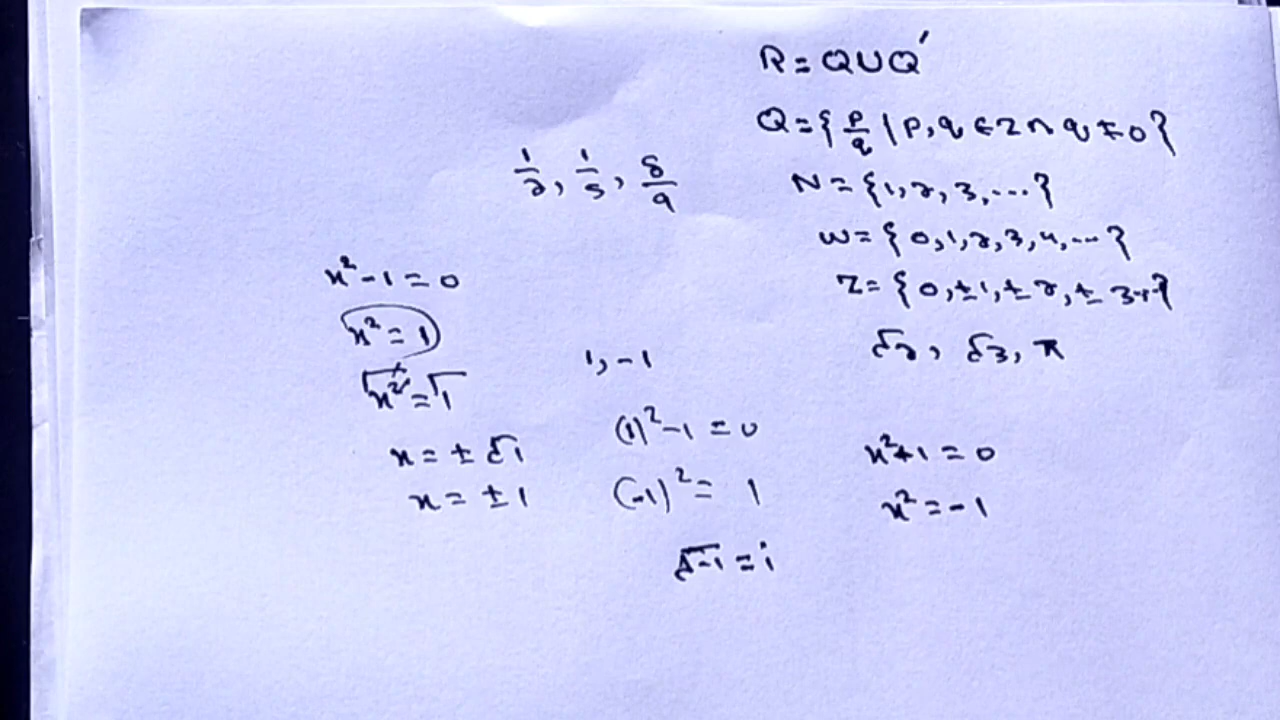 R = Q∪Q'
Q = {p/q | p, q ∈ Z ∩ q ≠ 0}
1/2, 1/5, 8/9
N = {1, 2, 3, ...}
W = {0, 1, 2, 3, 4, ...}
x² - 1 = 0
Z = {0, ±1, ±2, ±3...}
x² = 1
√2, √3, π
1, -1
√x² = √1
(1)² - 1 = 0
x = ±√1
x² + 1 = 0
x = ±1
(-1)² = 1
x² = -1
√-1 = i